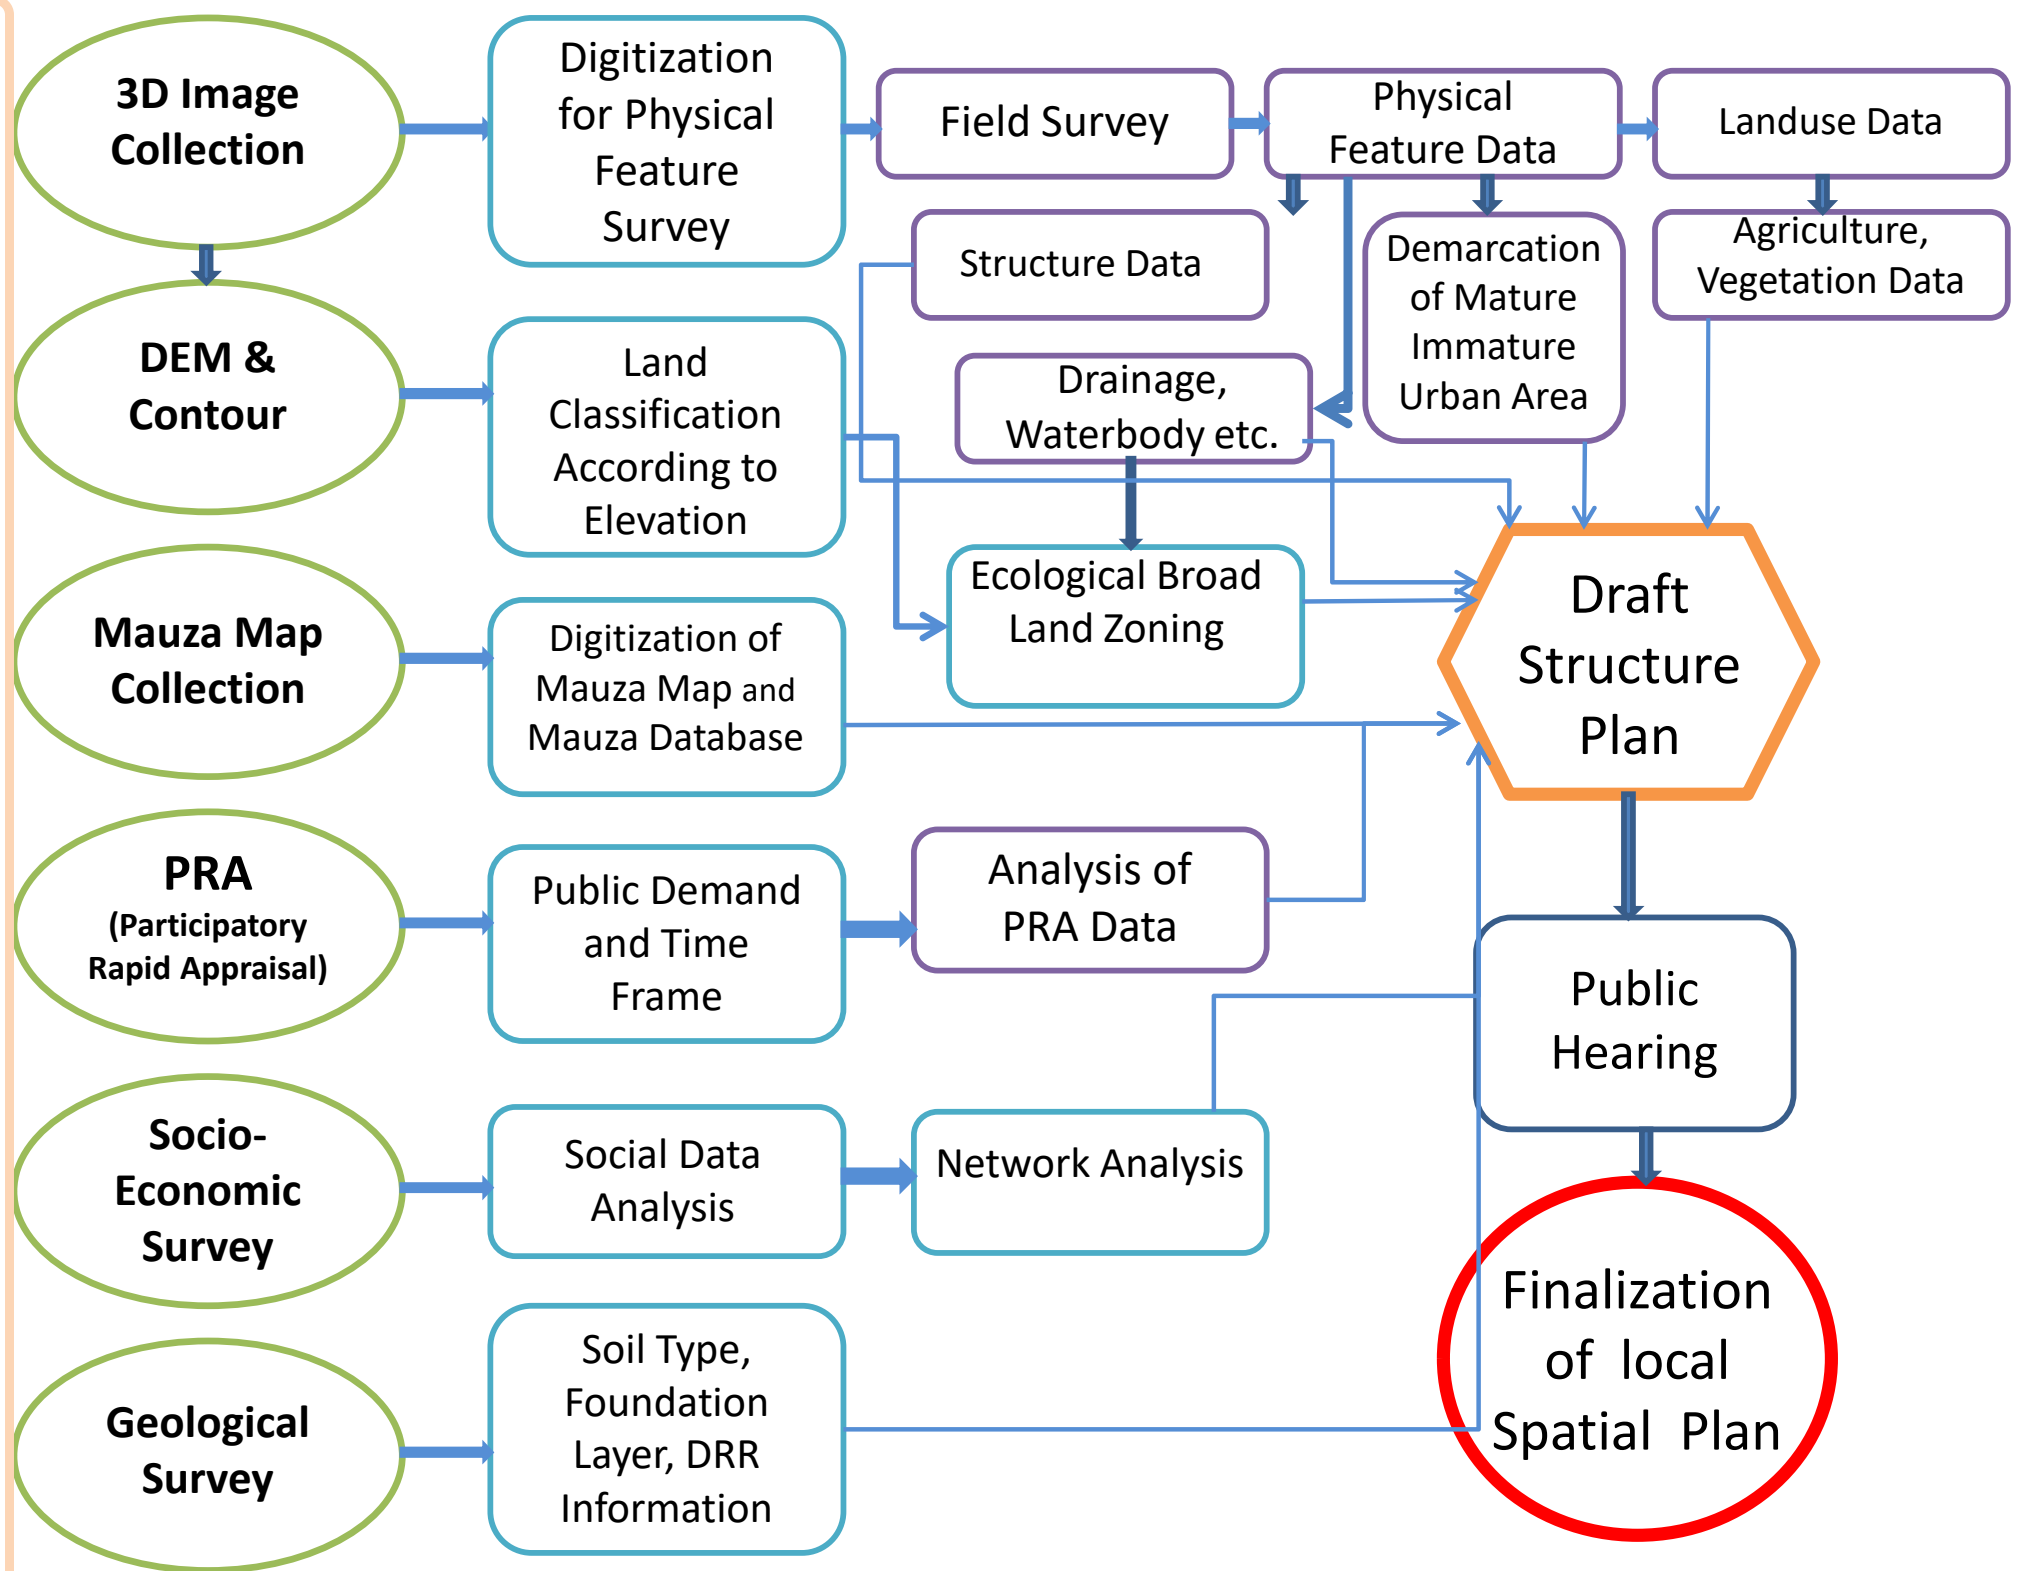 3D Image
Collection
Digitization
for Physical
Feature
Survey
Field Survey
Physical
Feature Data
Landuse Data
Structure Data
Demarcation
of Mature
Immature
Urban Area
Agriculture,
Vegetation Data
DEM &
Contour
Land
Classification
According to
Elevation
Drainage,
Waterbody etc.
Ecological Broad
Land Zoning
Draft
Structure
Plan
Mauza Map
Collection
Digitization of
Mauza Map and
Mauza Database
PRA
(Participatory
Rapid Appraisal)
Public Demand
and Time
Frame
Analysis of
PRA Data
Public
Hearing
Socio-
Economic
Survey
Social Data
Analysis
Network Analysis
Finalization
of local
Spatial Plan
Geological
Survey
Soil Type,
Foundation
Layer, DRR
Information